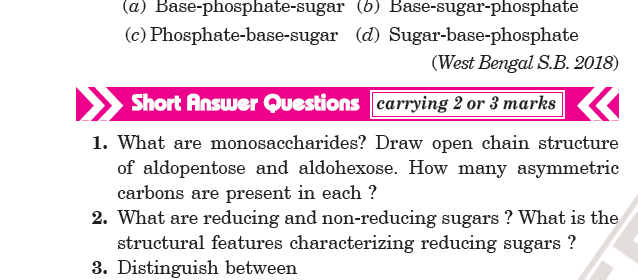 (a) Base-phosphate-sugar (b) Base-sugar-phosphate
(c) Phosphate-base-sugar (d) Sugar-base-phosphate
(West Bengal S.B. 2018)
Short Answer Questions carrying 2 or 3 marks
1. What are monosaccharides? Draw open chain structure
of aldopentose and aldohexose. How many asymmetric
carbons are present in each ?
2. What are reducing and non-reducing sugars ? What is the
structural features characterizing reducing sugars ?
3. Distinguish between